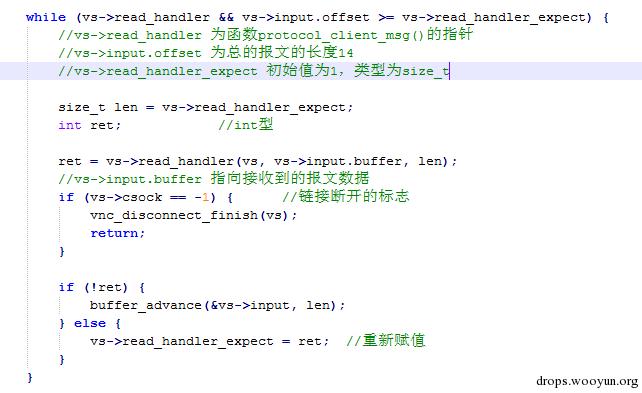 while (vs->read_handler && vs->input.offset >= vs->read_handler_expect) {
//vs->read_handler 为函数protocol_client_msg()的指针
//vs->input.offset 为总的报文的长度14
//vs->read_handler_expect 初始值为1，类型为size_t
size_t len = vs->read_handler_expect;
int ret; //int型
ret = vs->read_handler(vs, vs->input.buffer, len);
//vs->input.buffer 指向接收到的报文数据
if (vs->csock == -1) { //链接断开的标志
vnc_disconnect_finish(vs);
return;
}
if (!ret) {
buffer_advance(&vs->input, len);
} else {
vs->read_handler_expect = ret; //重新赋值
}
}
drops.wooyun.org